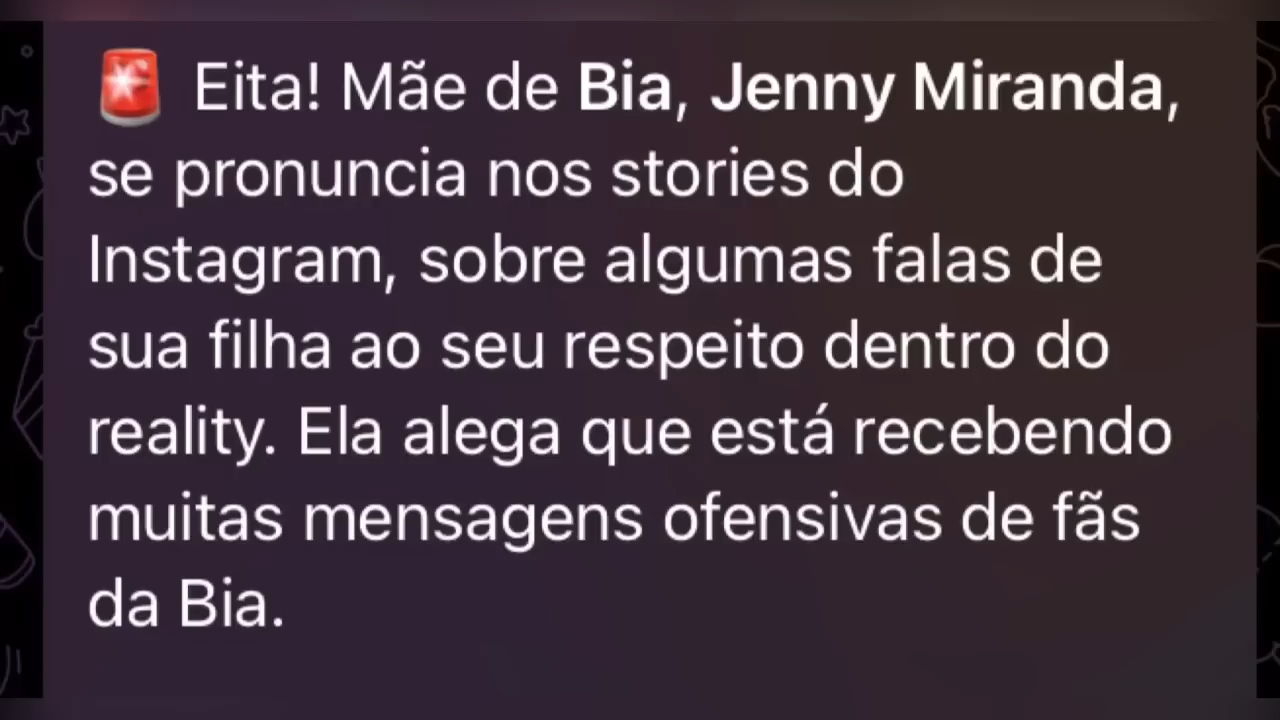 🚨 Eita! Mãe de Bia, Jenny Miranda,
se pronuncia nos stories do
Instagram, sobre algumas falas de
sua filha ao seu respeito dentro do
reality. Ela alega que está recebendo
muitas mensagens ofensivas de fãs
da Bia.